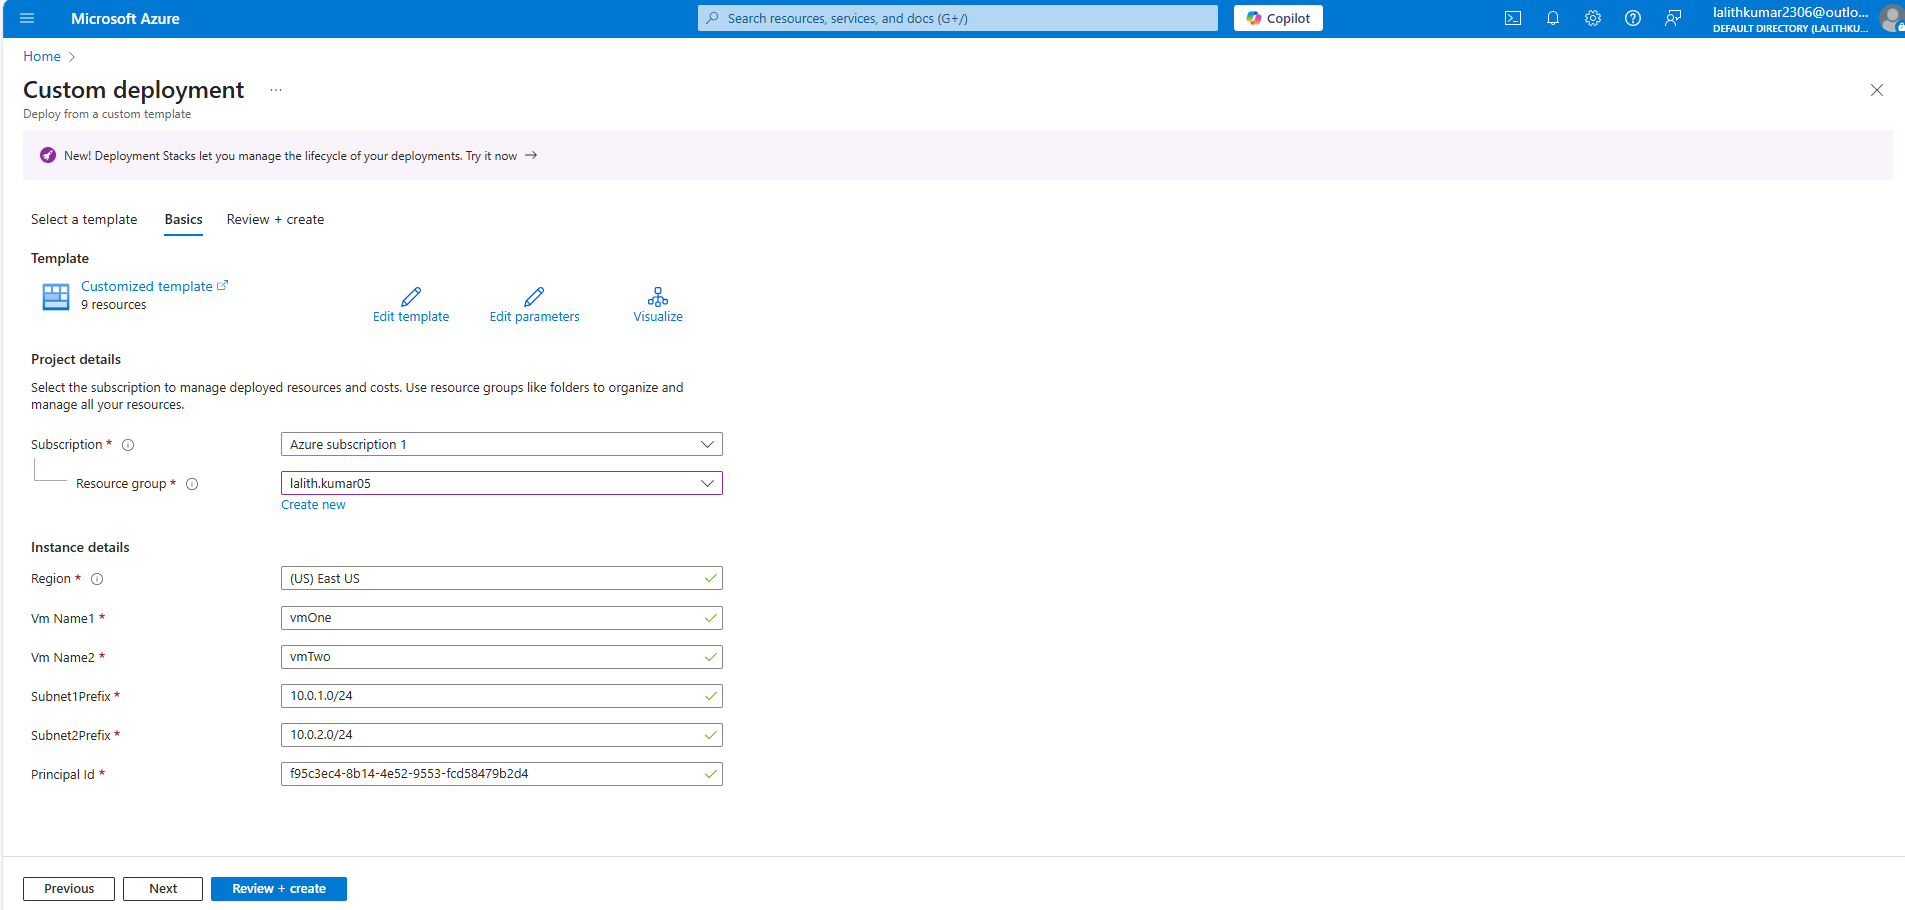 Microsoft Azure
Search resources, services, and docs (G+/)
Copilot
lalithkumar2306@outlo...
DEFAULT DIRECTORY (LALITHKU...
Home
Custom deployment
...
Deploy from a custom template
New! Deployment Stacks let you manage the lifecycle of your deployments. Try it now →
Select a template
Basics
Review + create
Template
Customized template
9 resources
Edit template
Edit parameters
Visualize
Project details
Select the subscription to manage deployed resources and costs. Use resource groups like folders to organize and
manage all your resources.
Subscription *
Azure subscription 1
Resource group *
lalith.kumar05
Create new
Instance details
Region *
(US) East US
Vm Name1 *
vmOne
Vm Name2 *
vmTwo
Subnet1Prefix *
10.0.1.0/24
Subnet2Prefix *
10.0.2.0/24
Principal Id *
f95c3ec4-8b14-4e52-9553-fcd58479b2d4
Previous
Next
Review + create